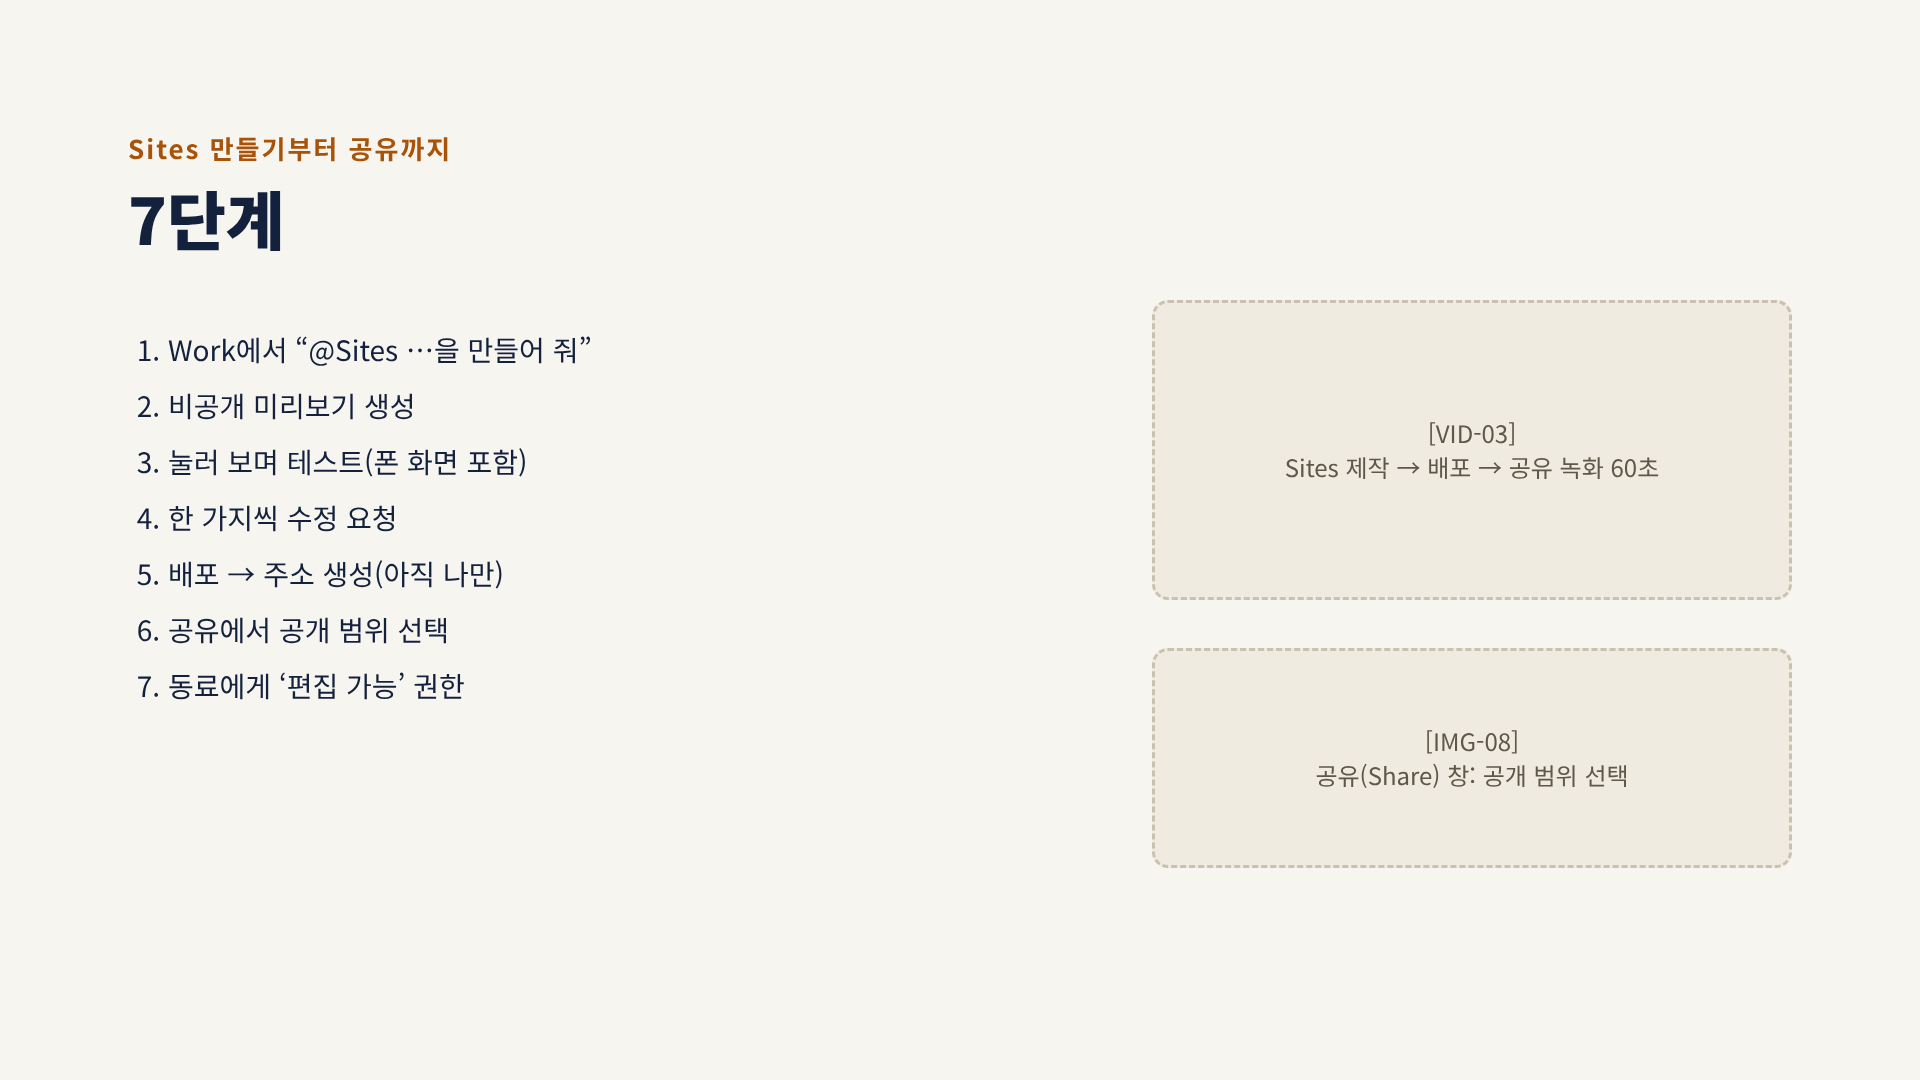 Sites 만들기부터 공유까지
7단계
1. Work에서 “@Sites …을 만들어 줘”
2. 비공개 미리보기 생성
3. 눌러 보며 테스트(폰 화면 포함)
4. 한 가지씩 수정 요청
5. 배포 → 주소 생성(아직 나만)
6. 공유에서 공개 범위 선택
7. 동료에게 ‘편집 가능’ 권한
[VID-03]
Sites 제작 → 배포 → 공유 녹화 60초
[IMG-08]
공유(Share) 창: 공개 범위 선택